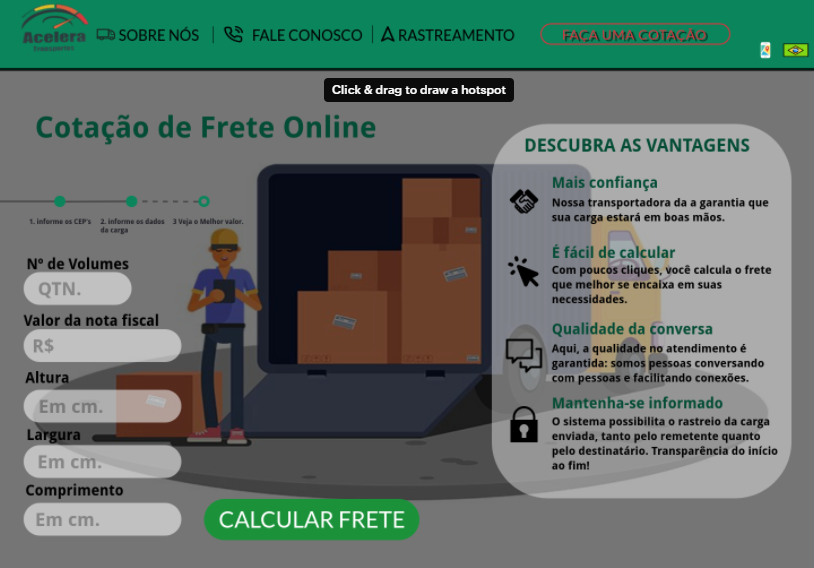 Acelera
Transportes
SOBRE NÓS
FALE CONOSCO
RASTREAMENTO
FAÇA UMA COTACÃO
Click & drag to draw a hotspot
Cotação de Frete Online
1. informe os CEP's
2. informe os dados
da carga
3 Veja o Melhor valor.
Nº de Volumes
QTN.
Valor da nota fiscal
R$
Altura
Em cm.
Largura
Em cm.
Comprimento
Em cm.
CALCULAR FRETE
DESCUBRA AS VANTAGENS
Mais confiança
Nossa transportadora da a garantia que
sua carga estará em boas mãos.
É fácil de calcular
Com poucos cliques, você calcula o frete
que melhor se encaixa em suas
necessidades.
Qualidade da conversa
Aqui, a qualidade no atendimento é
garantida: somos pessoas conversando
com pessoas e facilitando conexões.
Mantenha-se informado
O sistema possibilita o rastreio da carga
enviada, tanto pelo remetente quanto
pelo destinatário. Transparência do início
ao fim!